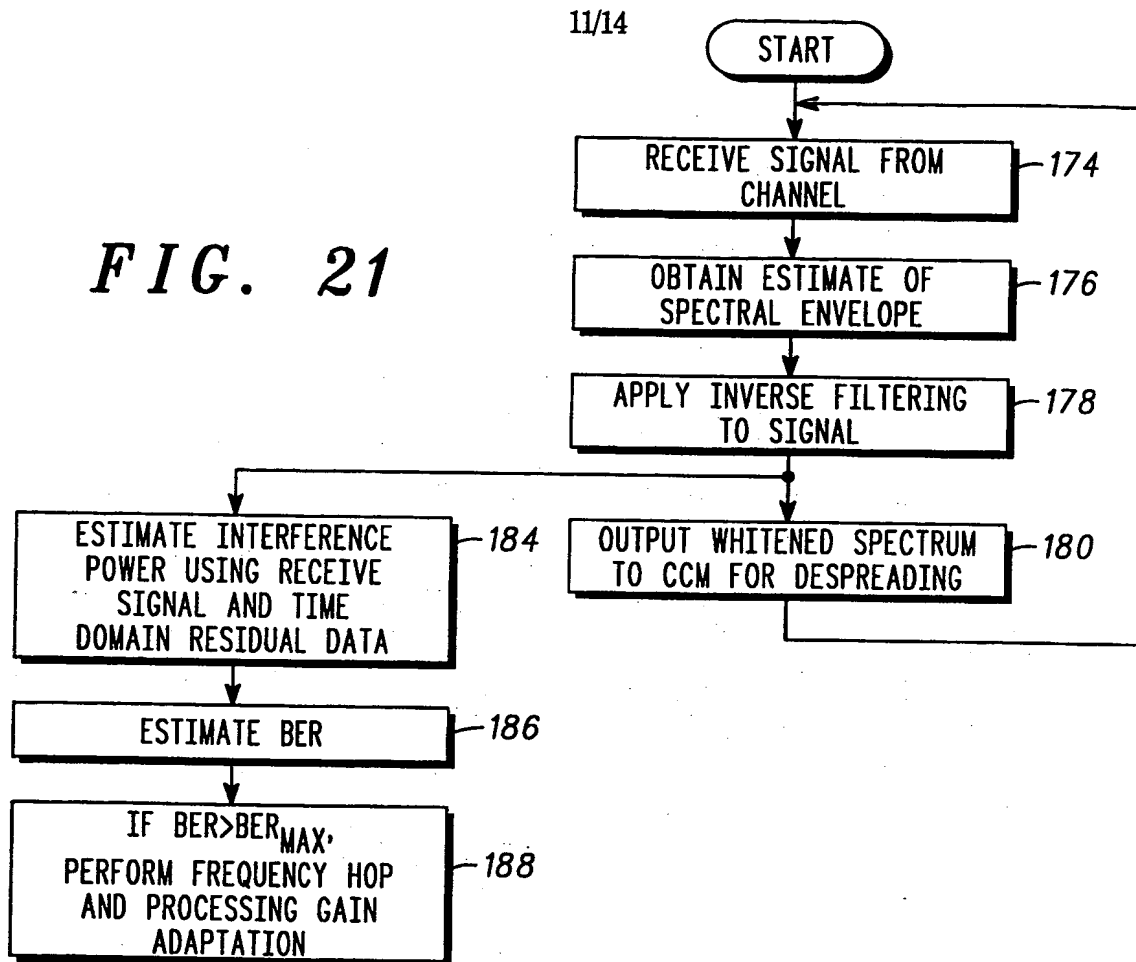 11/14
START
RECEIVE SIGNAL FROM
CHANNEL
174
FIG. 21
OBTAIN ESTIMATE OF
SPECTRAL ENVELOPE
176
APPLY INVERSE FILTERING
TO SIGNAL
178
ESTIMATE INTERFERENCE
POWER USING RECEIVE
SIGNAL AND TIME
DOMAIN RESIDUAL DATA
184
OUTPUT WHITENED SPECTRUM
TO CCM FOR DESPREADING
180
ESTIMATE BER
186
IF BER>BERMAX,
PERFORM FREQUENCY HOP
AND PROCESSING GAIN
ADAPTATION
188